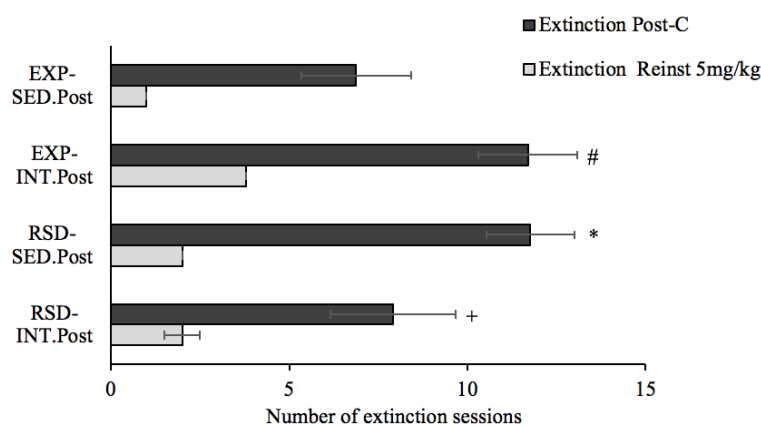 Extinction Post-C
Extinction Reinst 5mg/kg
EXP-
SED.Post
EXP-
INT.Post
#
RSD-
SED.Post
*
RSD-
INT.Post
+
0 5 10 15
Number of extinction sessions